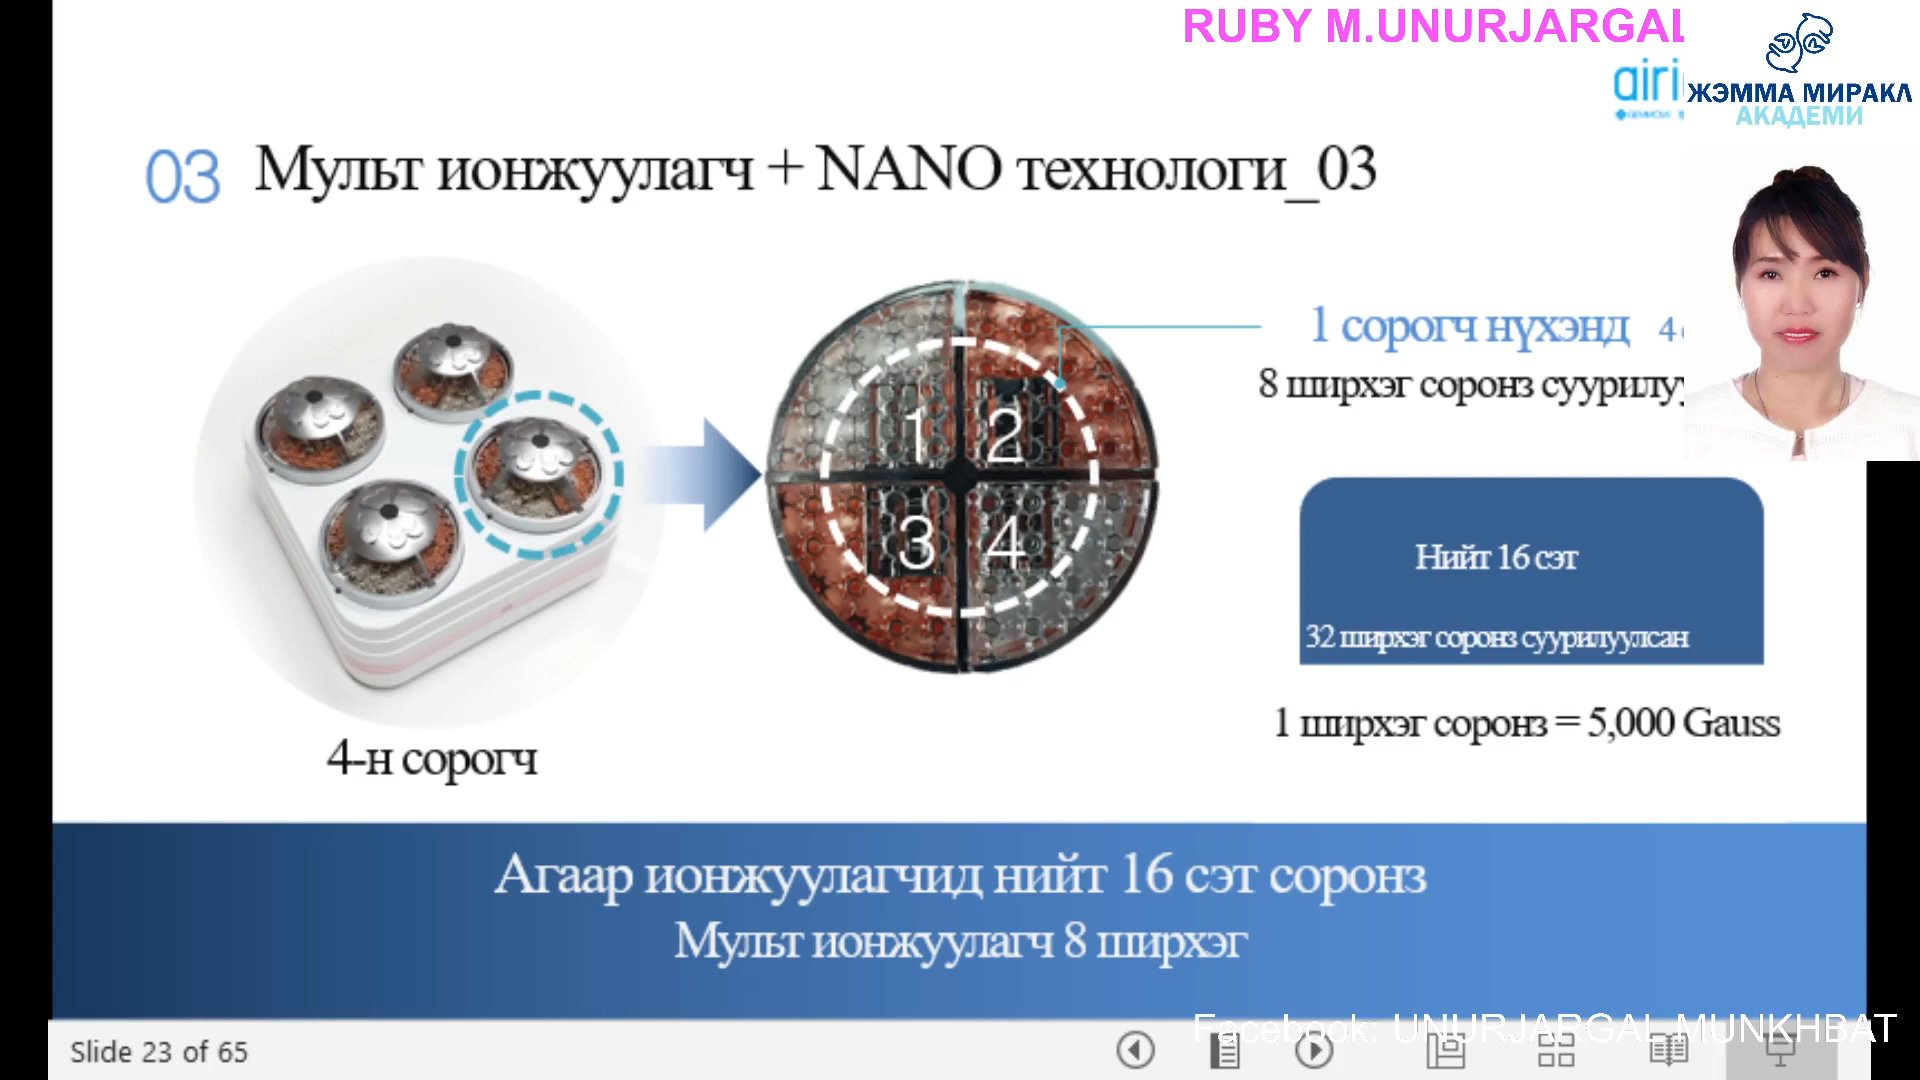 RUBY M.UNURJARGAL
airi
ЖЭММА МИРАКЛ
АКАДЕМИ
03 Мульт ионжуулагч + NANO технологи_03
1 сорогч нүхэнд 4
8 ширхэг соронз
1 2
3 4
Нийт 16 сэт
32 ширхэг соронз суурилуулсан
1 ширхэг соронз = 5,000 Gauss
4-н сорогч
Агаар ионжуулагчид нийт 16 сэт соронз
Мульт ионжуулагч 8 ширхэг
Facebook: UNURJARGAL MUNKHBAT
Slide 23 of 65